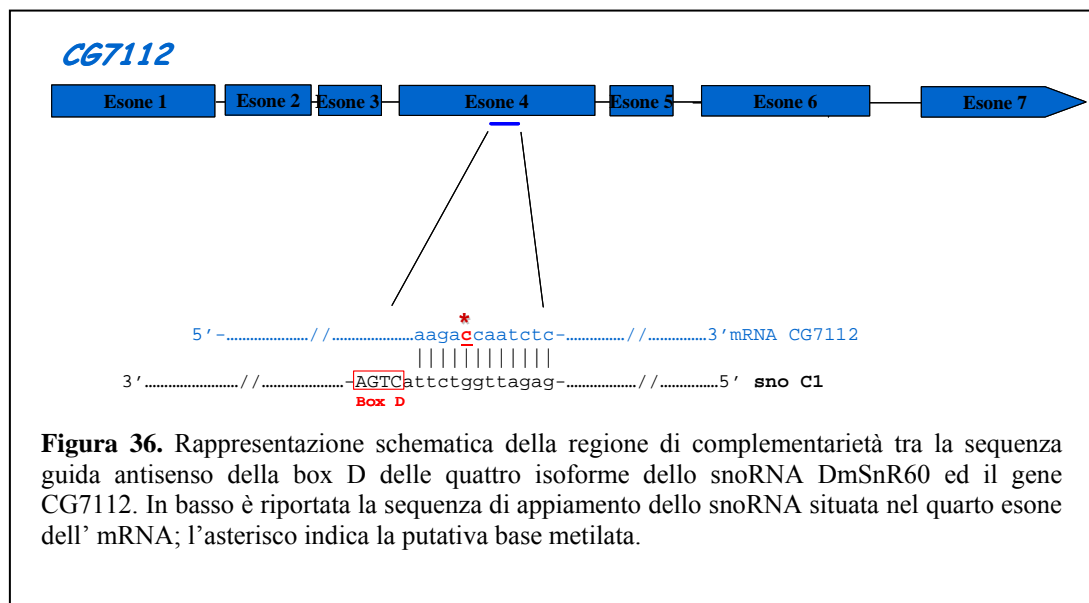 CG7112
Esone 1 Esone 2 Esone 3 Esone 4 Esone 5 Esone 6 Esone 7
*
5'-……………………//………………aagaccaatctc-………………//………………3'mRNA CG7112
||||||||||||
3'……………………//………………-AGTCattctggttagag-………………//………………5' sno C1
Box D
Figura 36. Rappresentazione schematica della regione di complementarietà tra la sequenza
guida antisenso della box D delle quattro isoforme dello snoRNA DmSnR60 ed il gene
CG7112. In basso è riportata la sequenza di appiamento dello snoRNA situata nel quarto esone
dell' mRNA; l'asterisco indica la putativa base metilata.